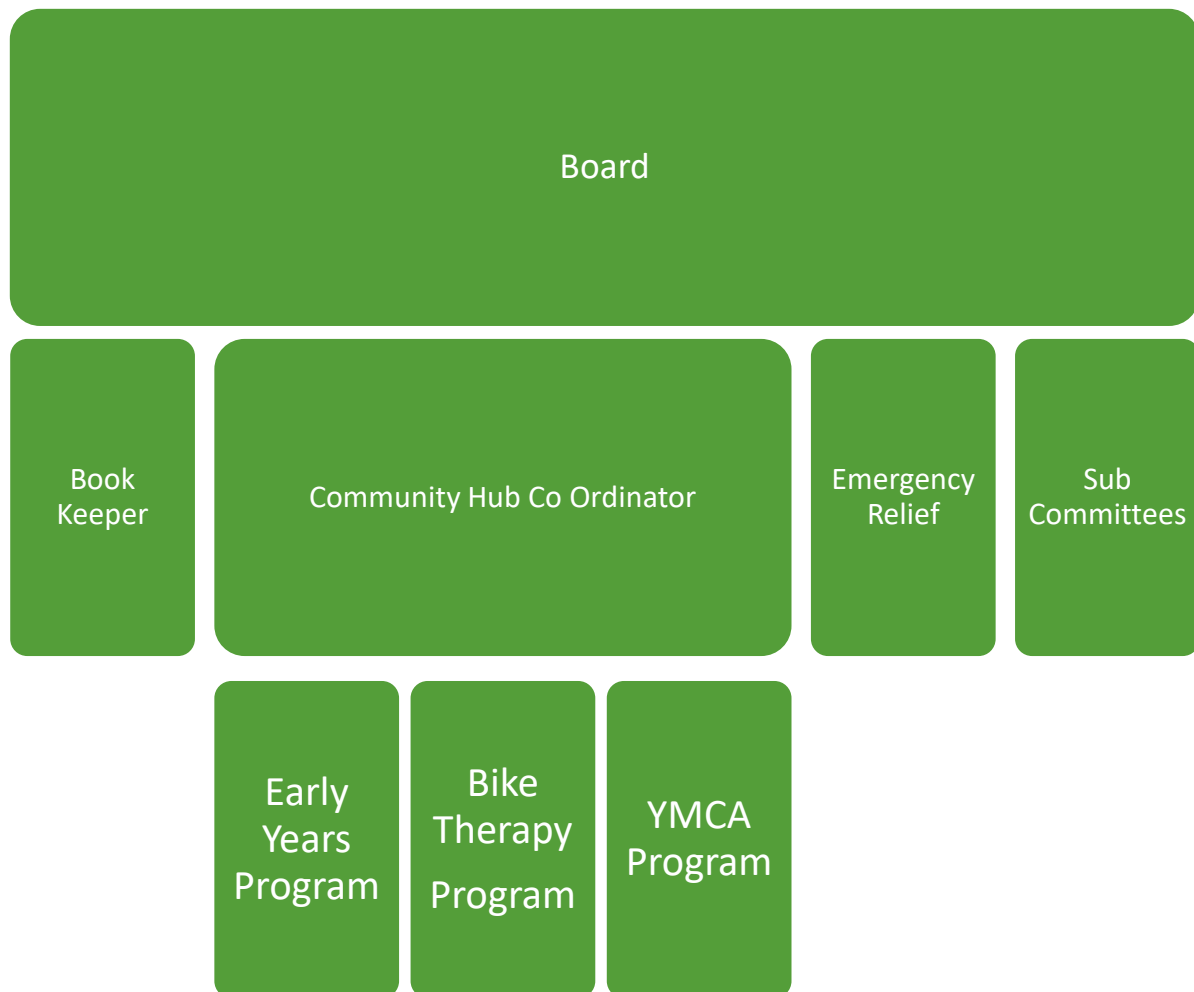 Board
Book
Keeper
Community Hub Co Ordinator
Emergency
Relief
Sub
Committees
Early
Years
Program
Bike
Therapy
Program
YMCA
Program